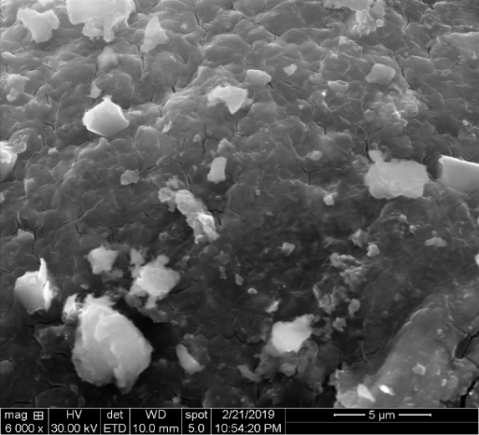 mag ⊞ HV det WD spot 2/21/2019 5 µm
6 000 x 30.00 kV ETD 10.0 mm 5.0 10:54:20 PM